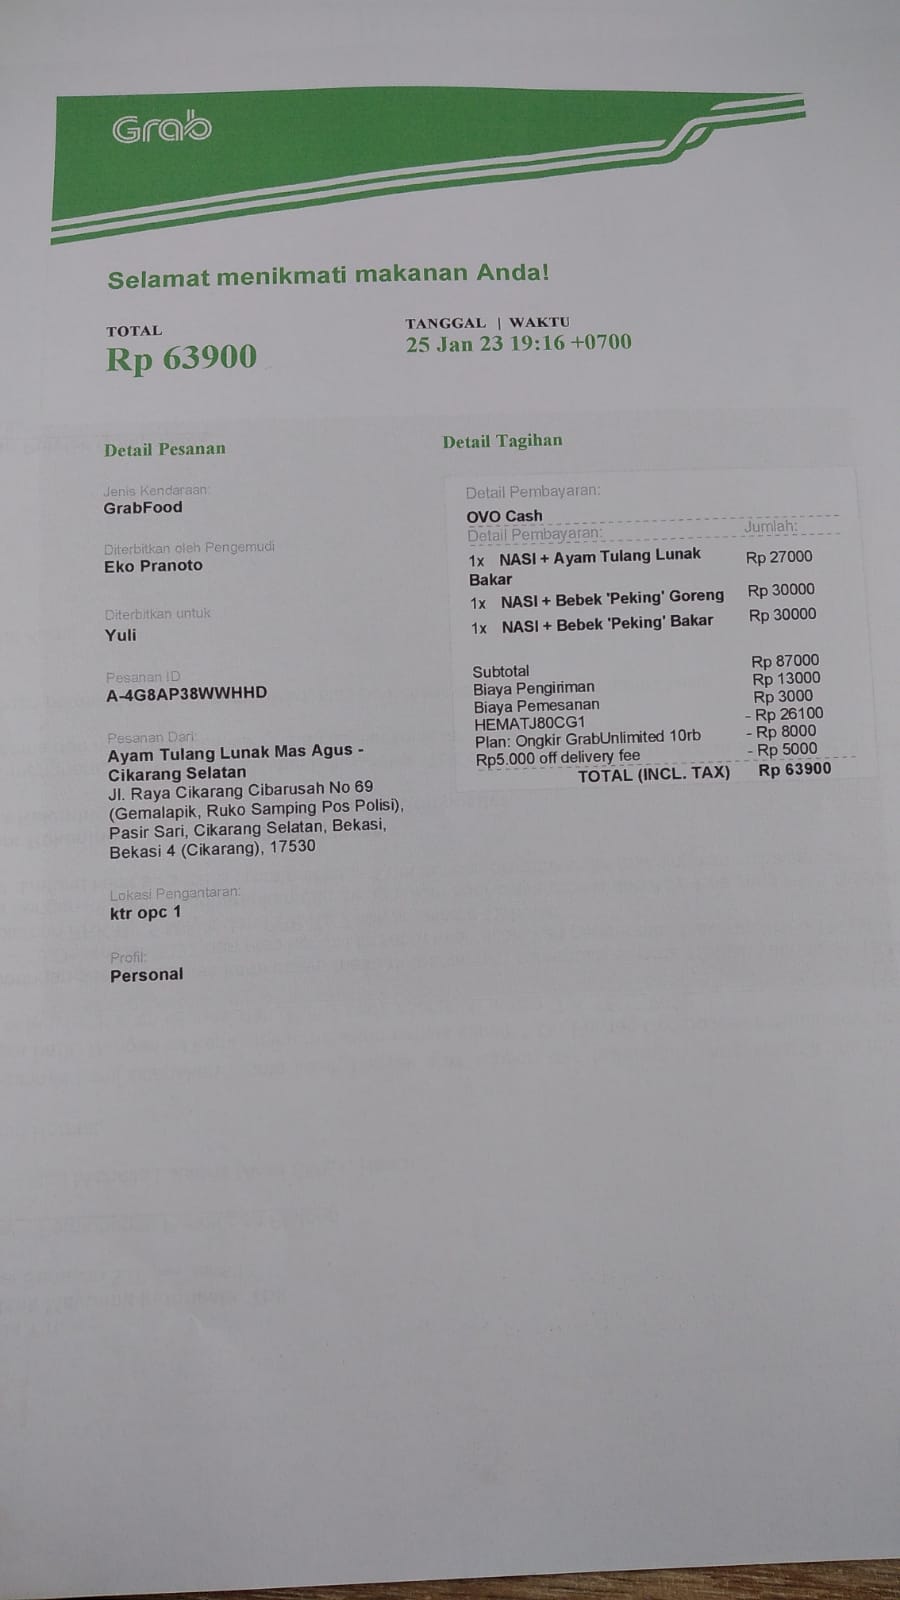 Grab
Selamat menikmati makanan Anda!
TOTAL
Rp 63900
TANGGAL | WAKTU
25 Jan 23 19:16 +0700
Detail Pesanan
Jenis Kendaraan:
GrabFood
Diterbitkan oleh Pengemudi
Eko Pranoto
Diterbitkan untuk
Yuli
Pesanan ID
A-4G8AP38WWHHD
Pesanan Dari:
Ayam Tulang Lunak Mas Agus -
Cikarang Selatan
Jl. Raya Cikarang Cibarusah No 69
(Gemalapik, Ruko Samping Pos Polisi),
Pasir Sari, Cikarang Selatan, Bekasi,
Bekasi 4 (Cikarang), 17530
Lokasi Pengantaran:
ktr opc 1
Profil:
Personal
Detail Tagihan
Detail Pembayaran:
OVO Cash
Detail Pembayaran: Jumlah:
1x NASI + Ayam Tulang Lunak Rp 27000
Bakar
1x NASI + Bebek 'Peking' Goreng Rp 30000
1x NASI + Bebek 'Peking' Bakar Rp 30000
Subtotal Rp 87000
Biaya Pengiriman Rp 13000
Biaya Pemesanan Rp 3000
HEMATJ80CG1 - Rp 26100
Plan: Ongkir GrabUnlimited 10rb - Rp 8000
Rp5.000 off delivery fee - Rp 5000
TOTAL (INCL. TAX) Rp 63900